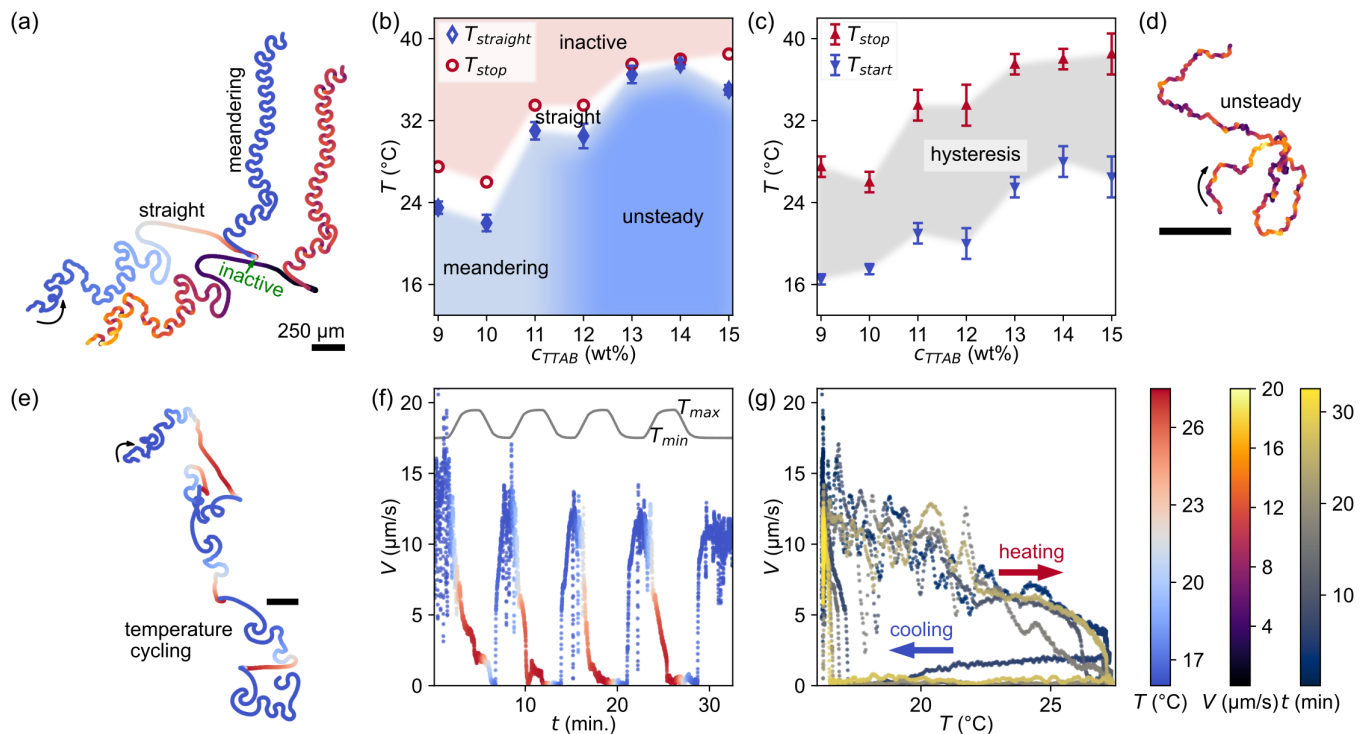 (a)
meandering
straight
inactive
250 µm
(b)
T_straight
T_stop
inactive
straight
unsteady
meandering
T (°C)
40
32
24
16
9 10 11 12 13 14 15
c_TTAB (wt%)
(c)
T_stop
T_start
hysteresis
T (°C)
40
32
24
16
9 10 11 12 13 14 15
c_TTAB (wt%)
(d)
unsteady
(e)
temperature
cycling
(f)
T_max
T_min
V (µm/s)
20
15
10
5
0
10 20 30
t (min.)
(g)
heating
cooling
V (µm/s)
20
15
10
5
0
20 25
T (°C)
26
23
20
17
T (°C)
20
16
12
8
4
V (µm/s)
30
20
10
t (min)